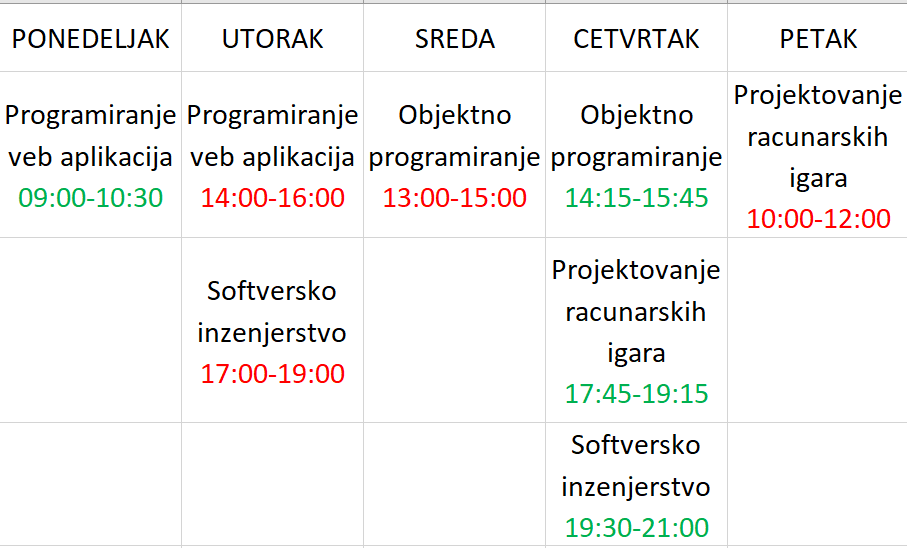 PONEDELJAK UTORAK SREDA CETVRTAK PETAK
Programiranje
veb aplikacija
09:00-10:30
Programiranje
veb aplikacija
14:00-16:00
Objektno
programiranje
13:00-15:00
Objektno
programiranje
14:15-15:45
Projektovanje
racunarskih
igara
10:00-12:00
Softversko
inzenjerstvo
17:00-19:00
Projektovanje
racunarskih
igara
17:45-19:15
Softversko
inzenjerstvo
19:30-21:00